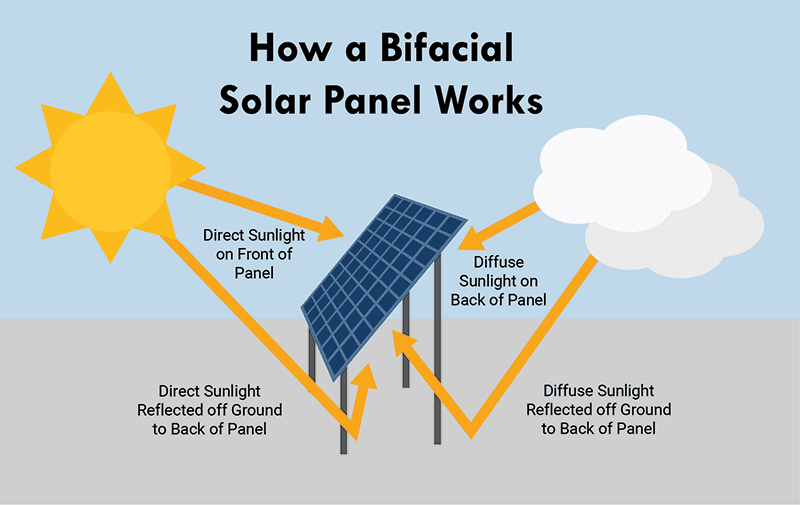 How a Bifacial
Solar Panel Works
Direct Sunlight
on Front of
Panel
Diffuse
Sunlight on
Back of Panel
Direct Sunlight
Reflected off Ground
to Back of Panel
Diffuse Sunlight
Reflected off Ground
to Back of Panel